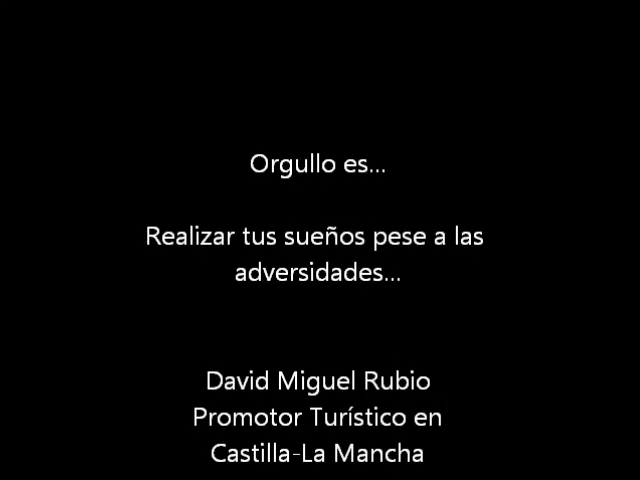 Orgullo es...
Realizar tus sueños pese a las
adversidades...
David Miguel Rubio
Promotor Turístico en
Castilla-La Mancha